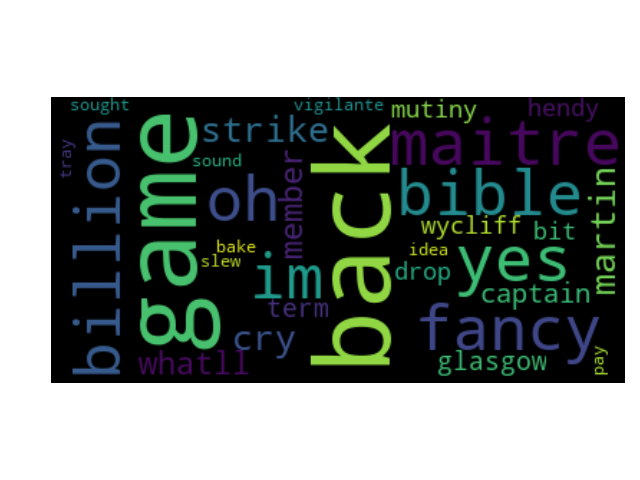 sought
vigilante
mutiny
hendy
billion
game
strike
back
maitre
tray
sound
member
oh
bible
martin
wycliff
bit
bake
slew
im
idea
yes
drop
captain
term
fancy
cry
whatll
glasgow
pay